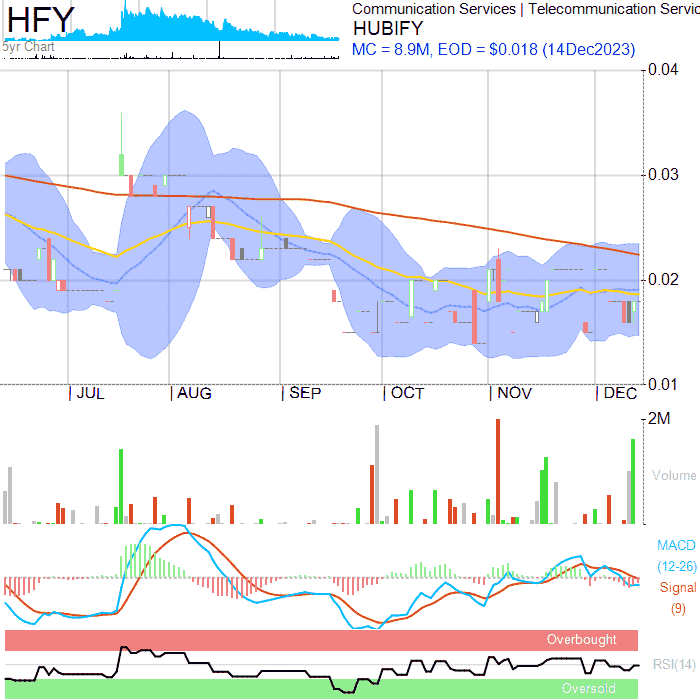 HFY
5yr Chart
Communication Services | Telecommunication Servic
HUBIFY
MC = 8.9M, EOD = $0.018 (14Dec2023)
0.04
0.03
0.02
0.01
| JUL | AUG | SEP | OCT | NOV | DEC
2M
Volume
MACD
(12-26)
Signal
(9)
Overbought
RSI(14)
Oversold